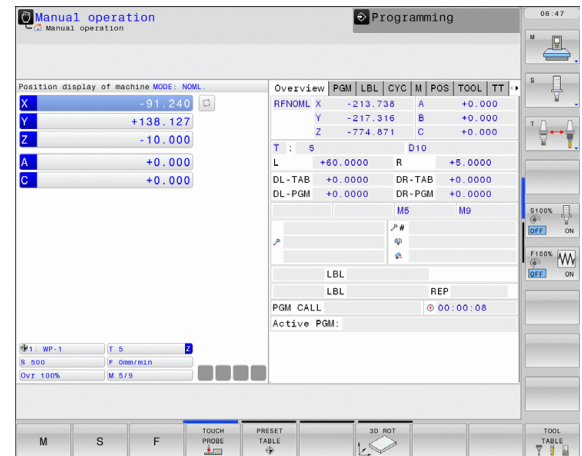 Manual operation
Manual operation
Programming
06:47
Position display of machine MODE: NOML.
X -91.240
Y +138.127
Z -10.000
A +0.000
C +0.000
1: WP-1 T 5 Z
S 500 F 0mm/min
Ovr 100% M 5/9
Overview PGM LBL CYC M POS TOOL TT
RFNOML X -213.738 A +0.000
Y -217.316 B +0.000
Z -774.871 C +0.000
T : 5 D10
L +60.0000 R +5.0000
DL-TAB +0.0000 DR-TAB +0.0000
DL-PGM +0.0000 DR-PGM +0.0000
M5 M9
#
LBL
LBL REP
PGM CALL 00:00:08
Active PGM:
M
S
T
S100%
OFF ON
F100%
OFF ON
M S F TOUCH PROBE PRESET TABLE 3D ROT TOOL TABLE